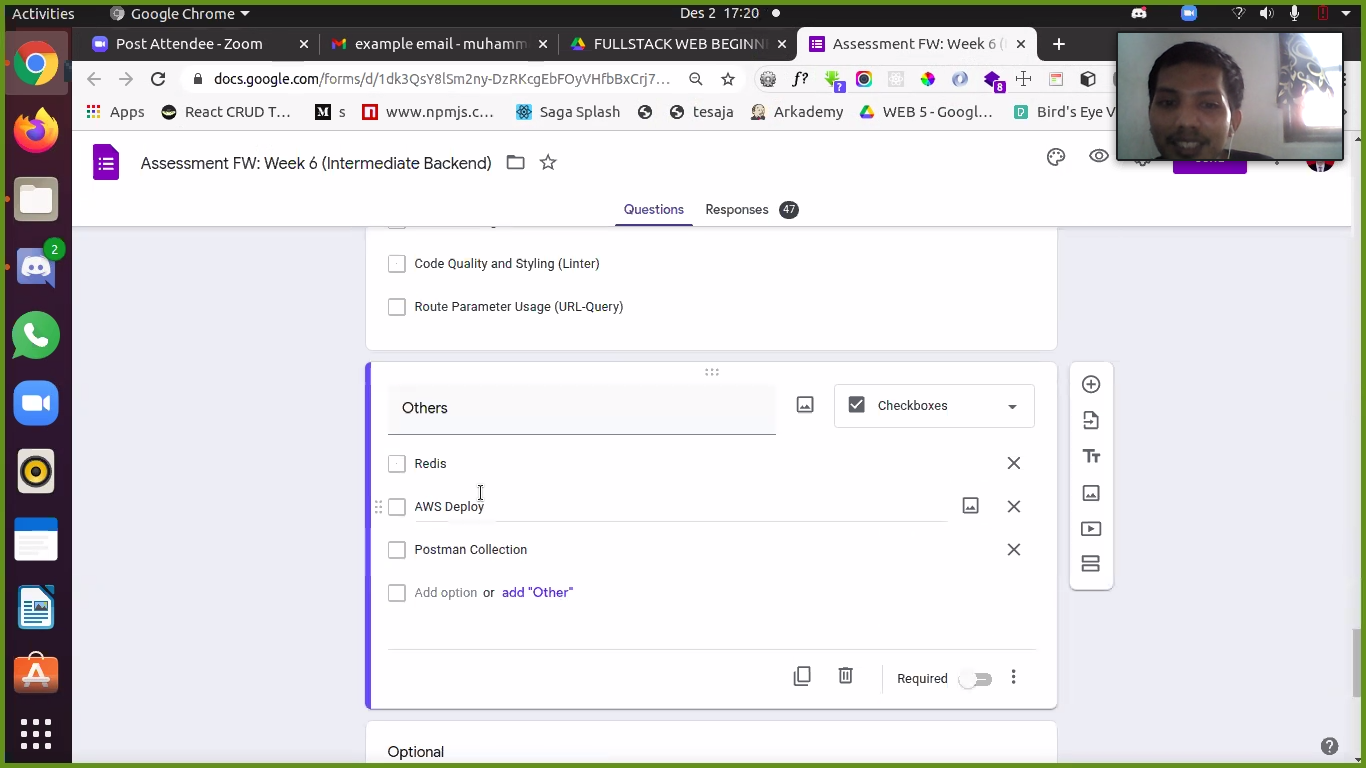 Activities Google Chrome Des 2 17:20
Post Attendee - Zoom example email - muhamm FULLSTACK WEB BEGINN Assessment FW: Week 6 (
docs.google.com/forms/d/1dk3QsY8lSm2ny-DzRKcgEbFOyVHfbBxCrj7... f? ? 8
Apps React CRUD T... M s www.npmjs.c... Saga Splash tesaja Arkademy WEB 5 - Googl... Bird's Eye V
Assessment FW: Week 6 (Intermediate Backend)
Questions Responses 47
2
Code Quality and Styling (Linter)
Route Parameter Usage (URL-Query)
Others Checkboxes
Redis
AWS Deploy
Postman Collection
Add option or add "Other"
Required
Optional